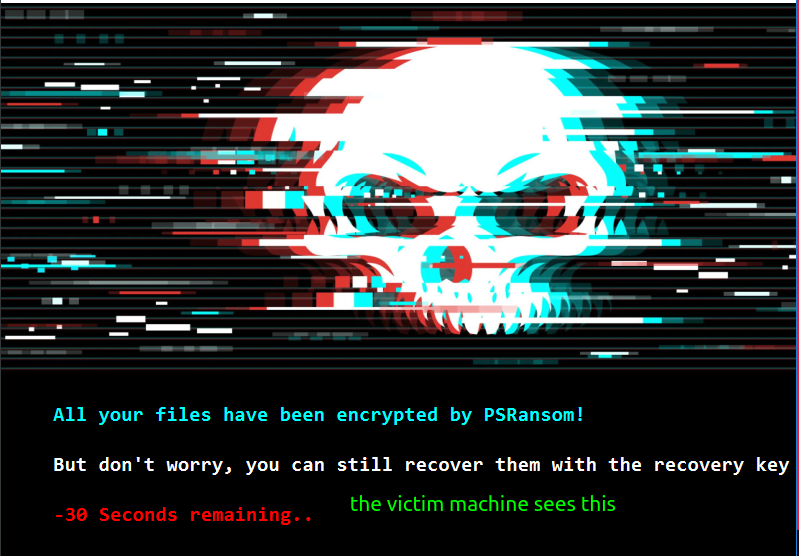 All your files have been encrypted by PSRansom!
But don't worry, you can still recover them with the recovery key
-30 Seconds remaining..
the victim machine sees this